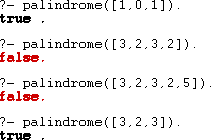 ?- palindrome([1,0,1]).
true .
?- palindrome([3,2,3,2]).
false.
?- palindrome([3,2,3,2,5]).
false.
?- palindrome([3,2,3]).
true .